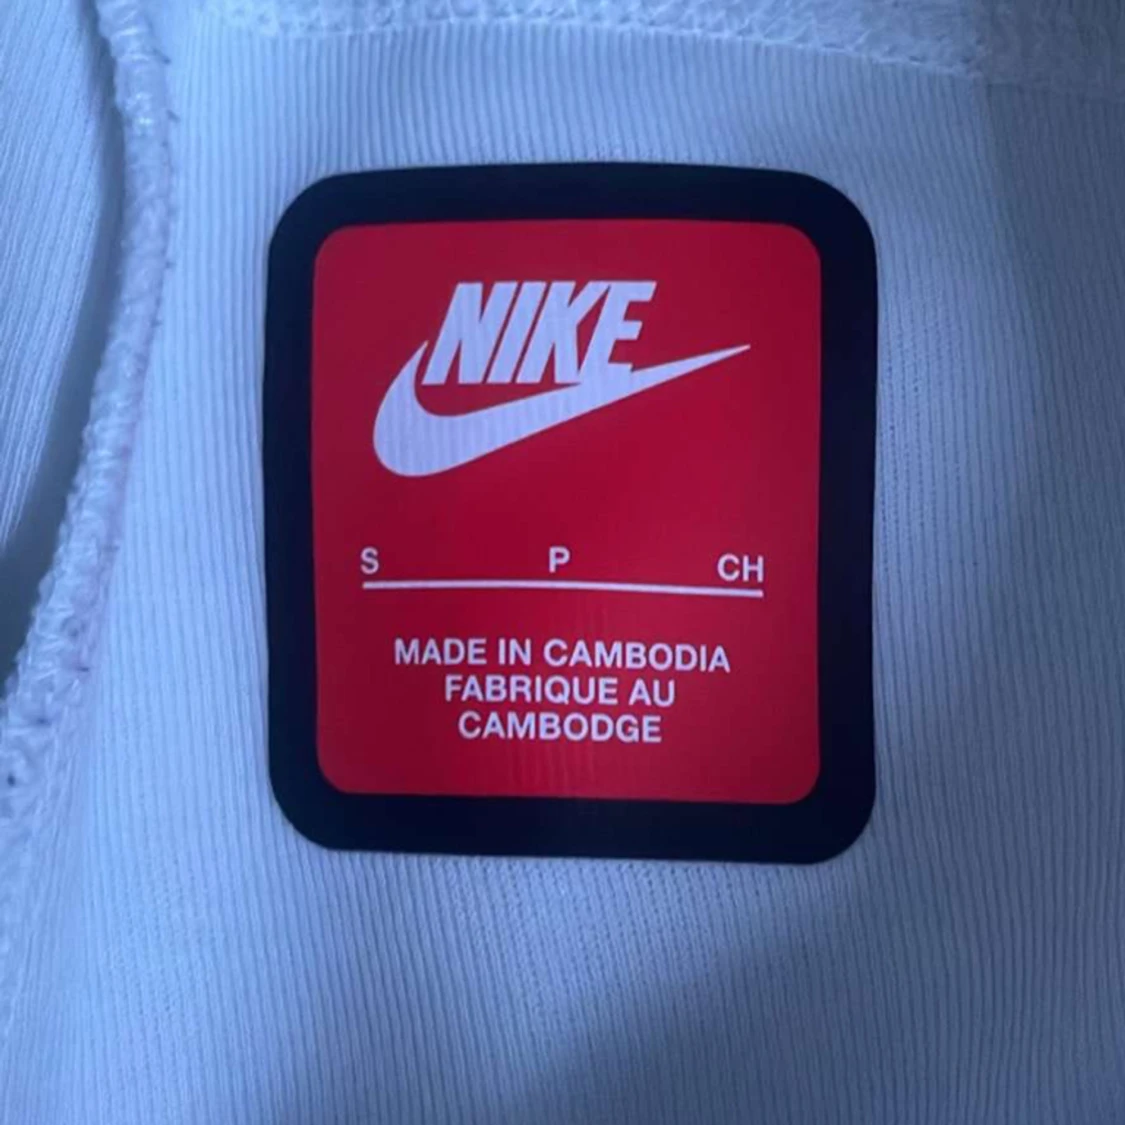 NIKE
S P CH
MADE IN CAMBODIA
FABRIQUE AU
CAMBODGE